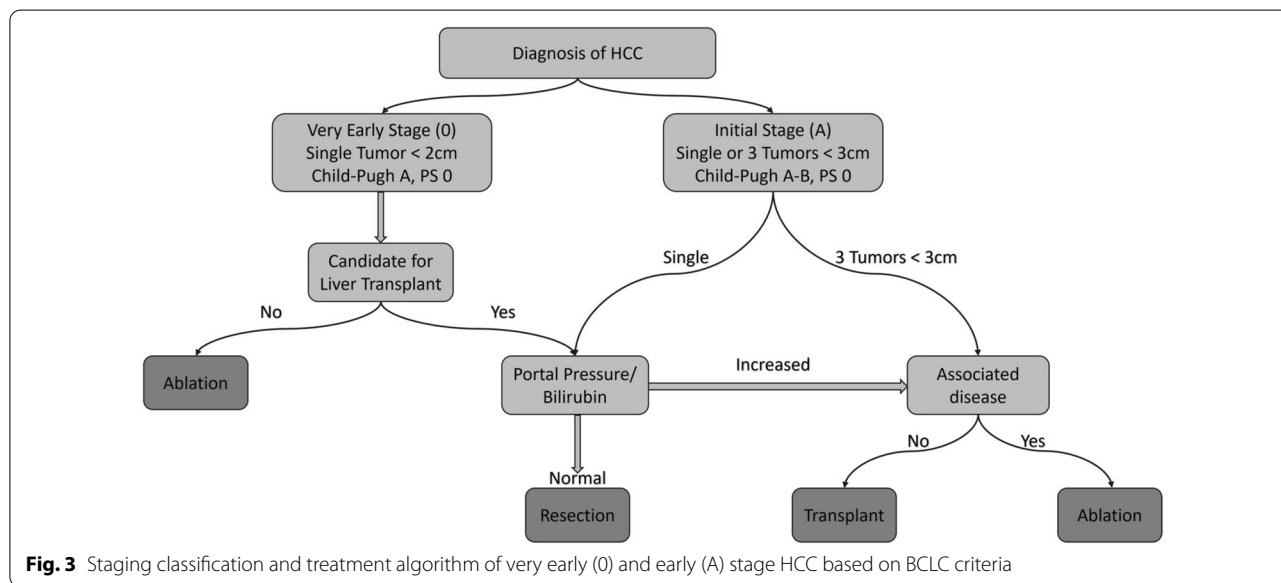 Diagnosis of HCC
Very Early Stage (0)
Single Tumor < 2cm
Child-Pugh A, PS 0
Initial Stage (A)
Single or 3 Tumors < 3cm
Child-Pugh A-B, PS 0
Candidate for
Liver Transplant
Single
3 Tumors < 3cm
No
Yes
Ablation
Portal Pressure/
Bilirubin
Increased
Associated
disease
Normal
No
Yes
Resection
Transplant
Ablation
Fig. 3 Staging classification and treatment algorithm of very early (0) and early (A) stage HCC based on BCLC criteria